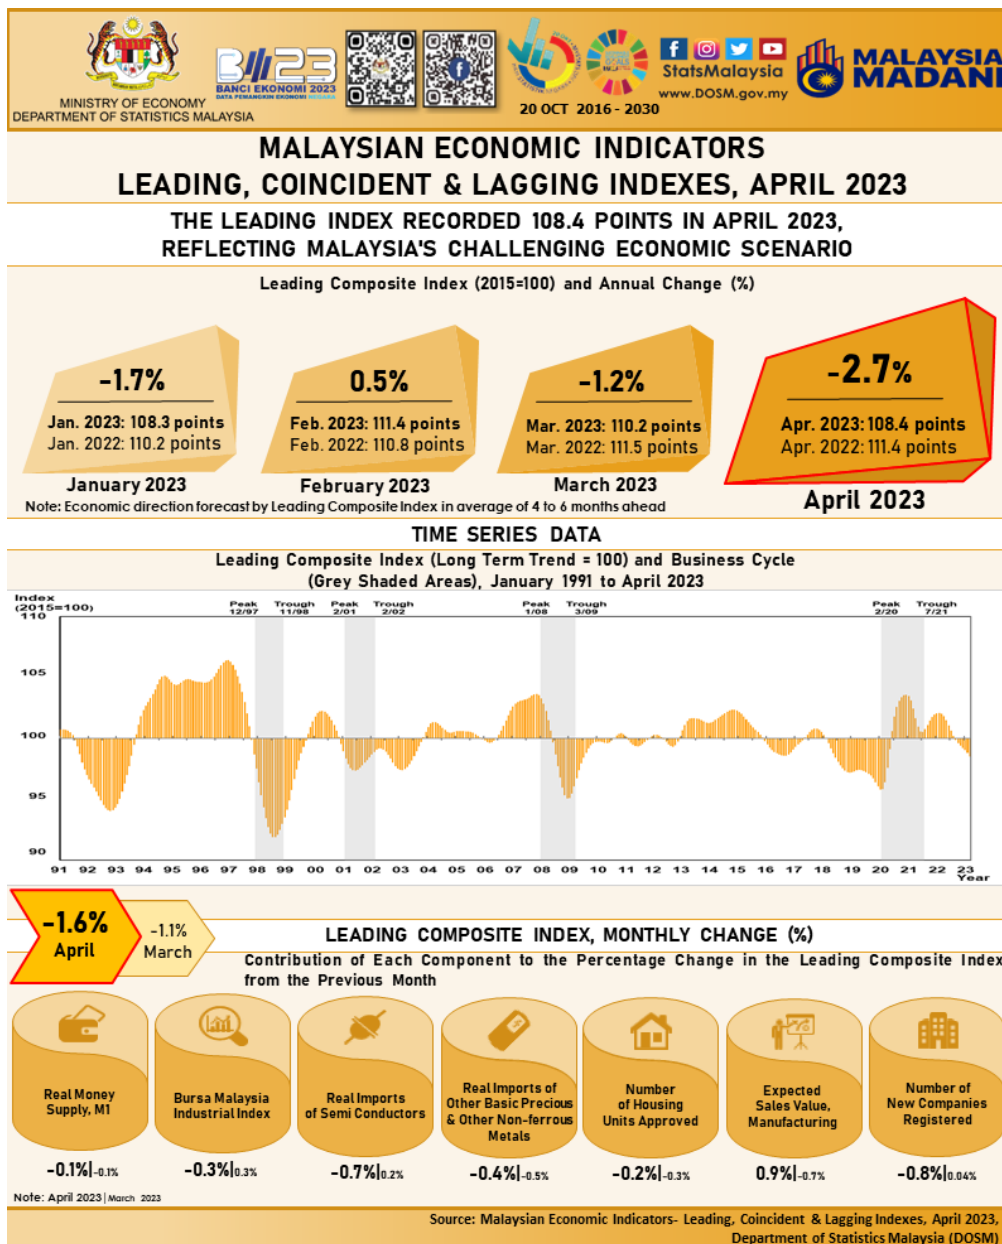 MINISTRY OF ECONOMY
DEPARTMENT OF STATISTICS MALAYSIA
BANCI EKONOMI 2023
DATA PEMANGKIN EKONOMI NEGARA
20 OCT 2016 - 2030
StatsMalaysia
www.DOSM.gov.my
MALAYSIA
MADANI
MALAYSIAN ECONOMIC INDICATORS
LEADING, COINCIDENT & LAGGING INDEXES, APRIL 2023
THE LEADING INDEX RECORDED 108.4 POINTS IN APRIL 2023,
REFLECTING MALAYSIA'S CHALLENGING ECONOMIC SCENARIO
Leading Composite Index (2015=100) and Annual Change (%)
-1.7%
Jan. 2023: 108.3 points
Jan. 2022: 110.2 points
January 2023
0.5%
Feb. 2023: 111.4 points
Feb. 2022: 110.8 points
February 2023
-1.2%
Mar. 2023: 110.2 points
Mar. 2022: 111.5 points
March 2023
-2.7%
Apr. 2023: 108.4 points
Apr. 2022: 111.4 points
April 2023
Note: Economic direction forecast by Leading Composite Index in average of 4 to 6 months ahead
TIME SERIES DATA
Leading Composite Index (Long Term Trend = 100) and Business Cycle
(Grey Shaded Areas), January 1991 to April 2023
Index
(2015=100)
Peak 12/97
Trough 11/98
Peak 2/01
Trough 2/02
Peak 1/08
Trough 3/09
Peak 2/20
Trough 7/21
110
105
100
95
90
91 92 93 94 95 96 97 98 99 00 01 02 03 04 05 06 07 08 09 10 11 12 13 14 15 16 17 18 19 20 21 22 23
Year
-1.6%
April
-1.1%
March
LEADING COMPOSITE INDEX, MONTHLY CHANGE (%)
Contribution of Each Component to the Percentage Change in the Leading Composite Index
from the Previous Month
Real Money
Supply, M1
-0.1%|-0.1%
Bursa Malaysia
Industrial Index
-0.3%|0.3%
Real Imports
of Semi Conductors
-0.7%|0.2%
Real Imports of
Other Basic Precious
& Other Non-ferrous
Metals
-0.4%|-0.5%
Number
of Housing
Units Approved
-0.2%|-0.3%
Expected
Sales Value,
Manufacturing
0.9%|-0.7%
Number of
New Companies
Registered
-0.8%|0.04%
Note: April 2023|March 2023
Source: Malaysian Economic Indicators- Leading, Coincident & Lagging Indexes, April 2023,
Department of Statistics Malaysia (DOSM)